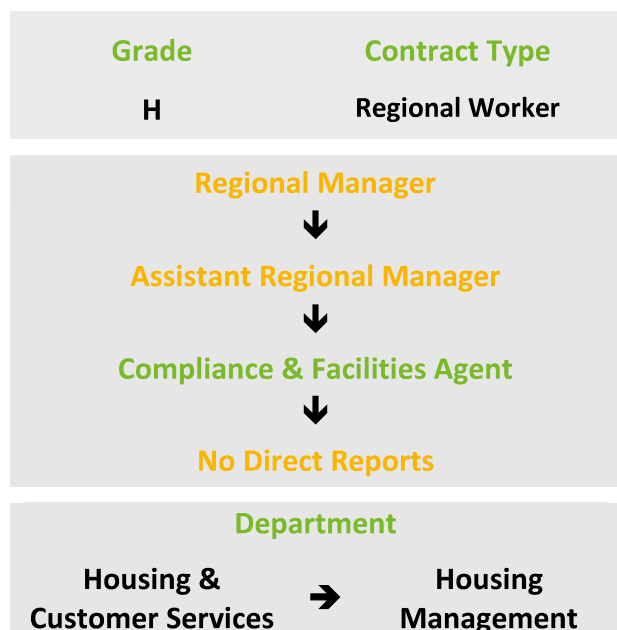 Grade
Contract Type
H
Regional Worker
Regional Manager
Assistant Regional Manager
Compliance & Facilities Agent
No Direct Reports
Department
Housing &
Customer Services
Housing
Management